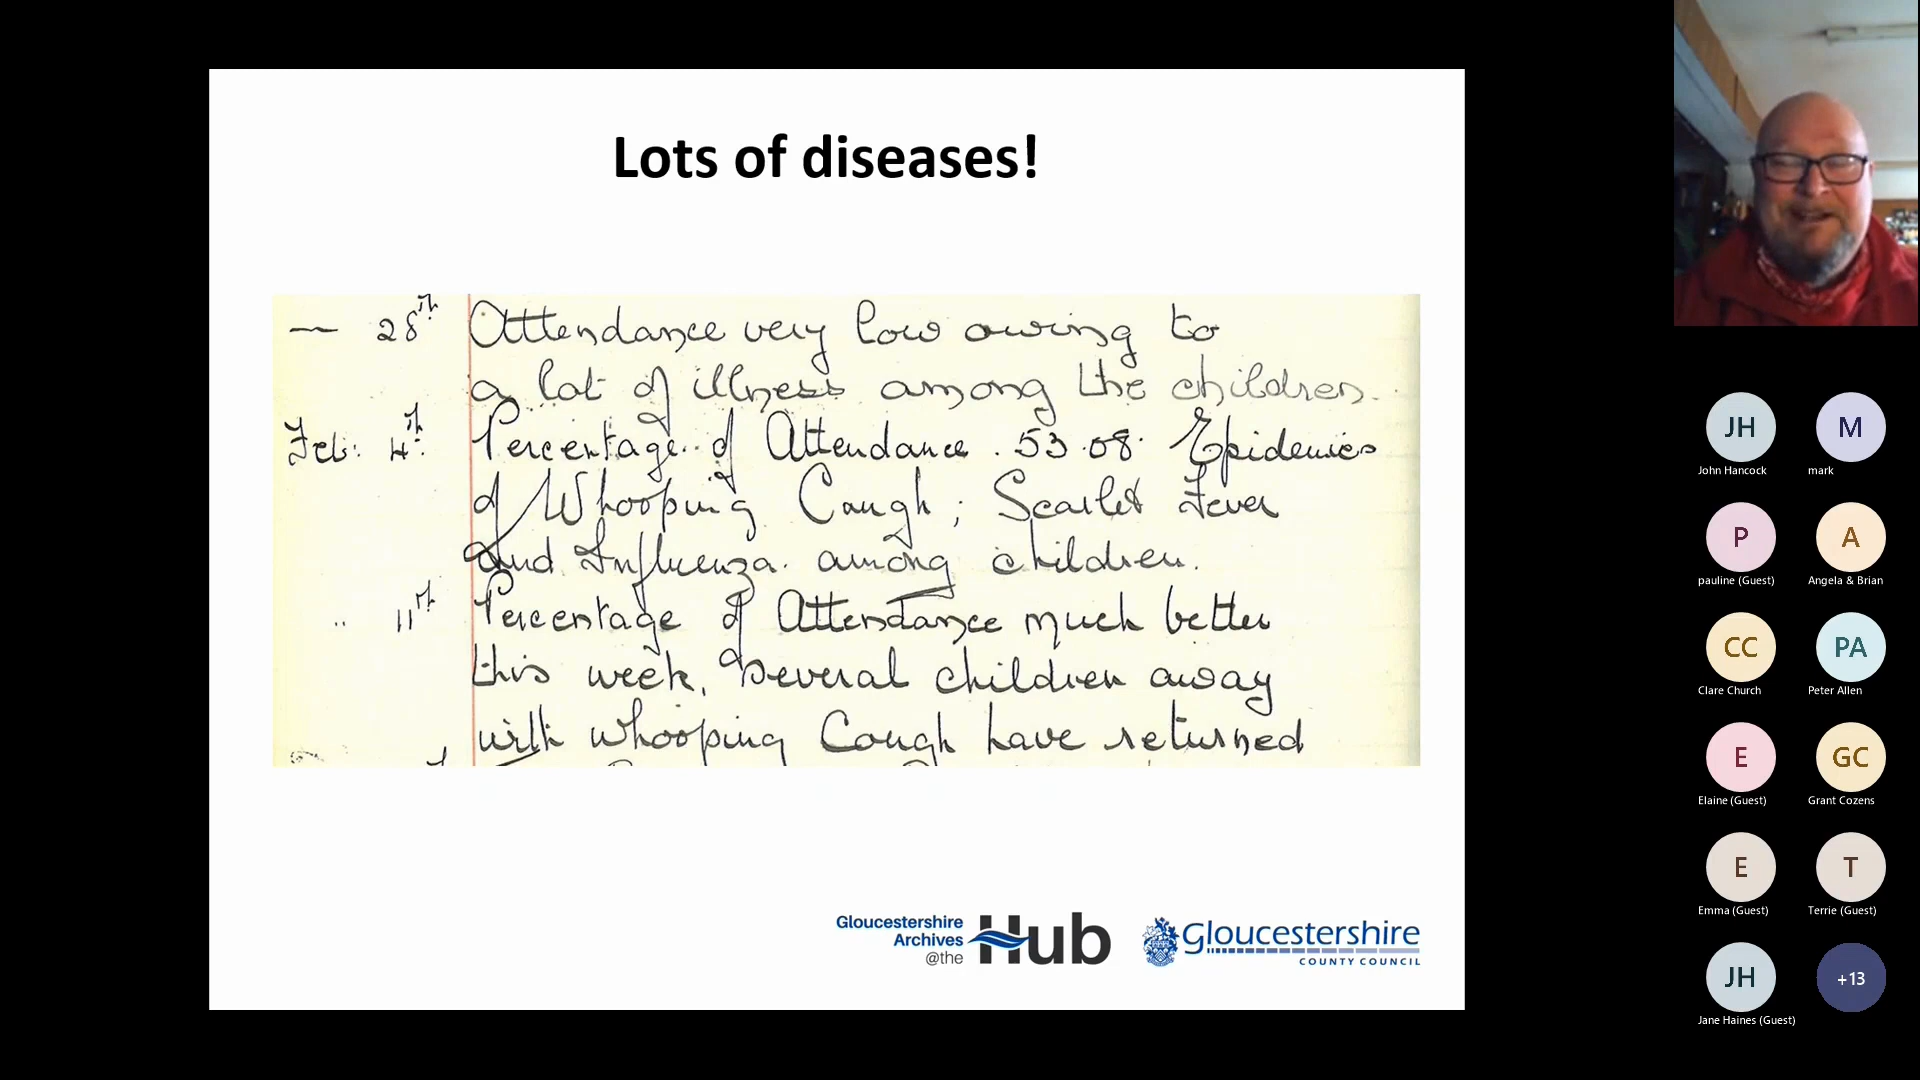 Lots of diseases!
— 28th Attendance very low owing to
a lot of illness among the children.
Feb: 4th. Percentage of Attendance. 53.08. Epidemics
of Whooping Cough; Scarlet Fever
and Influenza. among children.
" 11th Percentage of Attendance much better
this week. Several children away
with whooping Cough have returned
Gloucestershire
Archives
@the
Hub
Gloucestershire
COUNTY COUNCIL
JH
John Hancock
M
mark
P
pauline (Guest)
A
Angela & Brian
CC
Clare Church
PA
Peter Allen
E
Elaine (Guest)
GC
Grant Cozens
E
Emma (Guest)
T
Terrie (Guest)
JH
Jane Haines (Guest)
+13